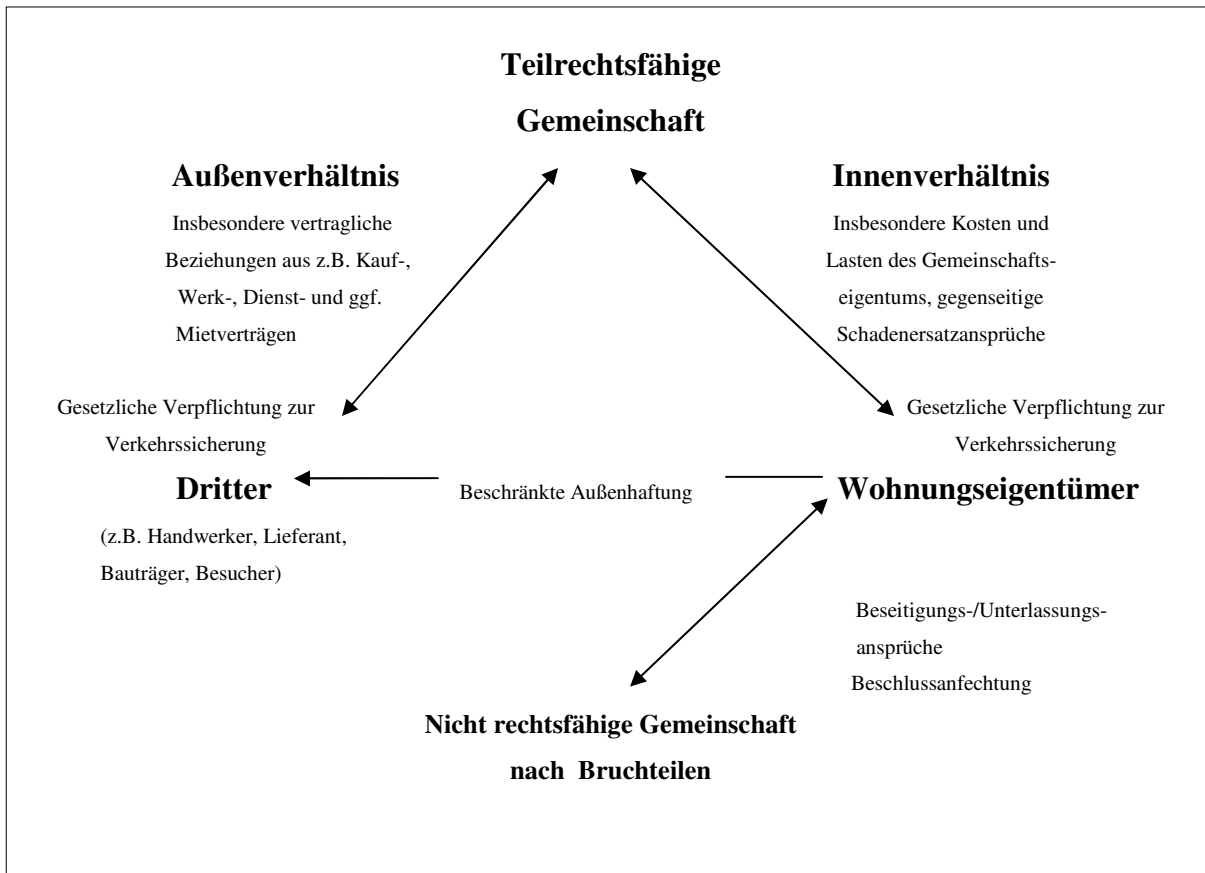 Teilrechtsfähige
Gemeinschaft
Außenverhältnis
Insbesondere vertragliche
Beziehungen aus z.B. Kauf-,
Werk-, Dienst- und ggf.
Mietverträgen
Innenverhältnis
Insbesondere Kosten und
Lasten des Gemeinschafts-
eigentums, gegenseitige
Schadenersatzansprüche
Gesetzliche Verpflichtung zur
Verkehrssicherung
Gesetzliche Verpflichtung zur
Verkehrssicherung
Dritter
(z.B. Handwerker, Lieferant,
Bauträger, Besucher)
Beschränkte Außenhaftung
Wohnungseigentümer
Beseitigungs-/Unterlassungs-
ansprüche
Beschlussanfechtung
Nicht rechtsfähige Gemeinschaft
nach Bruchteilen